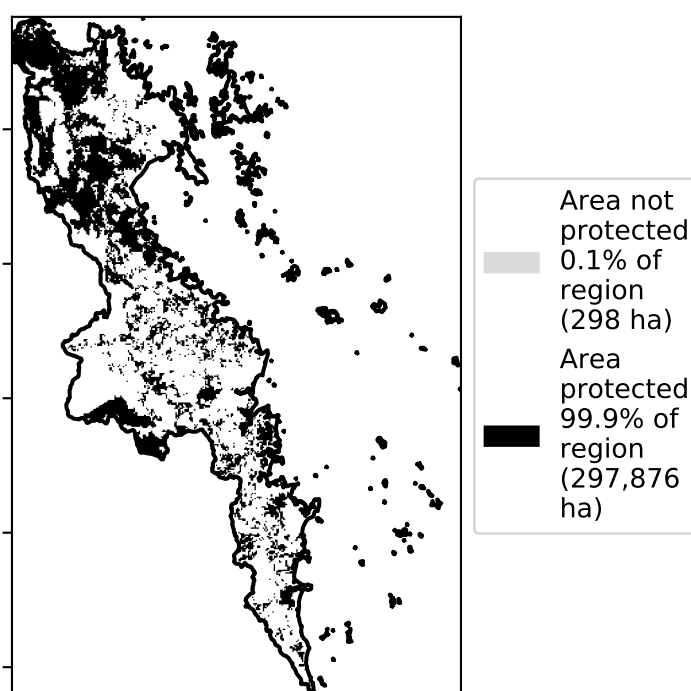 Area not
protected
0.1% of
region
(298 ha)
Area
protected
99.9% of
region
(297,876
ha)